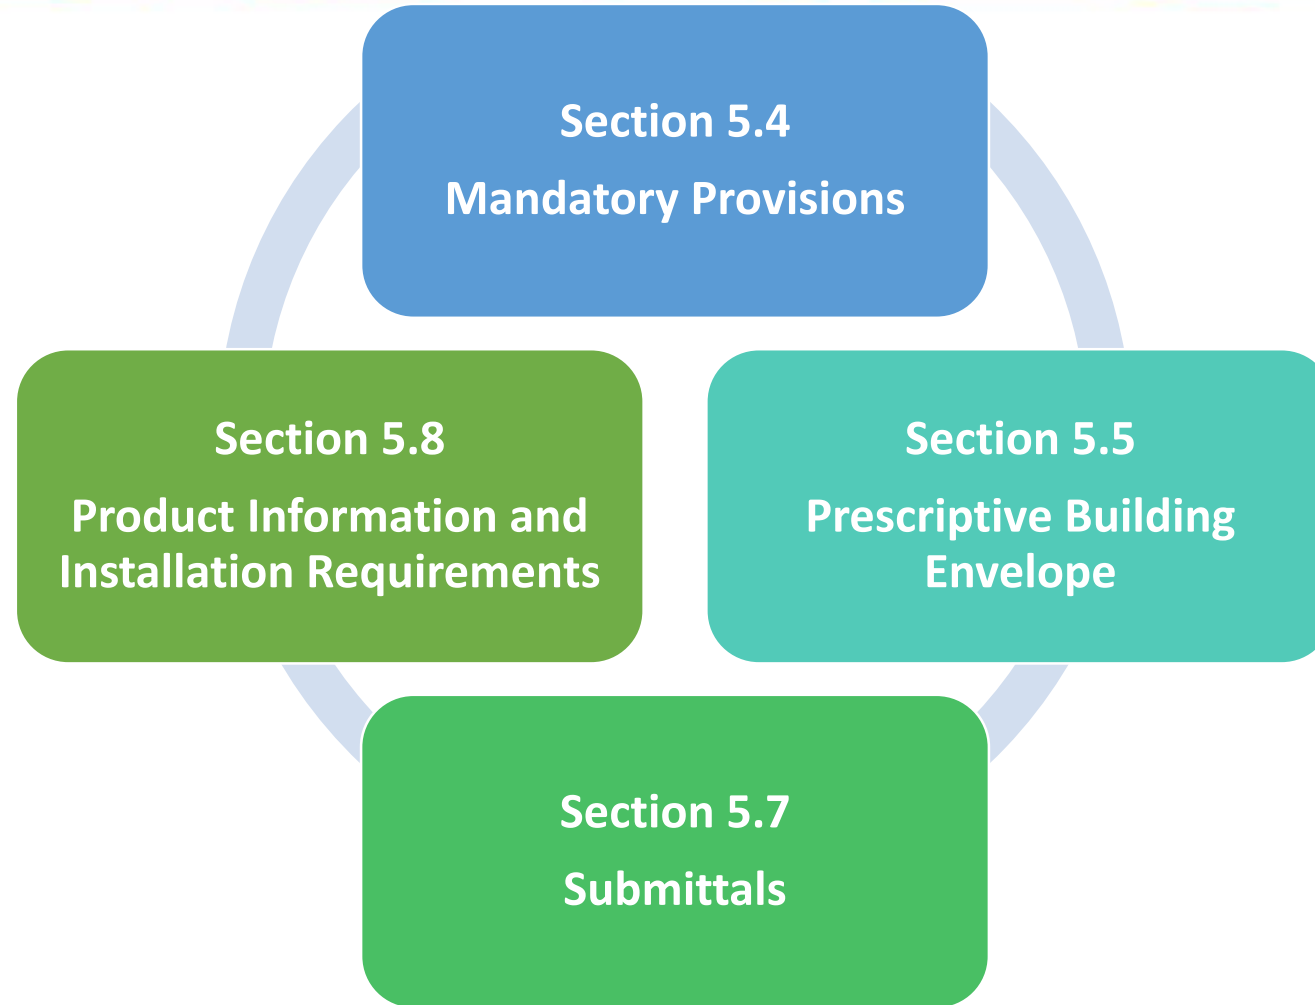 Section 5.4
Mandatory Provisions
Section 5.8
Product Information and
Installation Requirements
Section 5.5
Prescriptive Building
Envelope
Section 5.7
Submittals